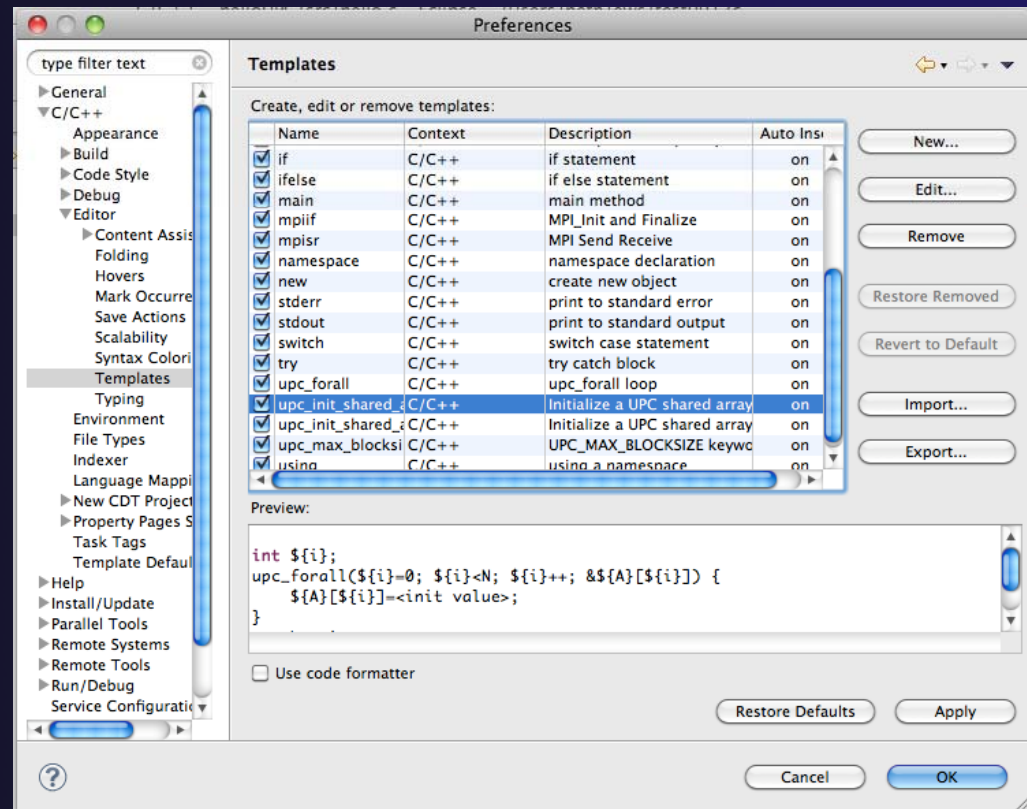 Preferences
type filter text
General
C/C++
Appearance
Build
Code Style
Debug
Editor
Content Assis
Folding
Hovers
Mark Occurre
Save Actions
Scalability
Syntax Colori
Templates
Typing
Environment
File Types
Indexer
Language Mappi
New CDT Project
Property Pages S
Task Tags
Template Defaul
Help
Install/Update
Parallel Tools
Remote Systems
Remote Tools
Run/Debug
Service Configuratio
Templates
Create, edit or remove templates:
Name Context Description Auto Inse
if C/C++ if statement on
ifelse C/C++ if else statement on
main C/C++ main method on
mpiif C/C++ MPI_Init and Finalize on
mpisr C/C++ MPI Send Receive on
namespace C/C++ namespace declaration on
new C/C++ create new object on
stderr C/C++ print to standard error on
stdout C/C++ print to standard output on
switch C/C++ switch case statement on
try C/C++ try catch block on
upc_forall C/C++ upc_forall loop on
upc_init_shared_a C/C++ Initialize a UPC shared array on
upc_init_shared_a C/C++ Initialize a UPC shared array on
upc_max_blocksi C/C++ UPC_MAX_BLOCKSIZE keywo on
using C/C++ using a namespace on
New...
Edit...
Remove
Restore Removed
Revert to Default
Import...
Export...
Preview:
int ${i};
upc_forall(${i}=0; ${i}<N; ${i}++; &${A}[${i}]) {
${A}[${i}]=<init value>;
}
Use code formatter
Restore Defaults
Apply
?
Cancel
OK